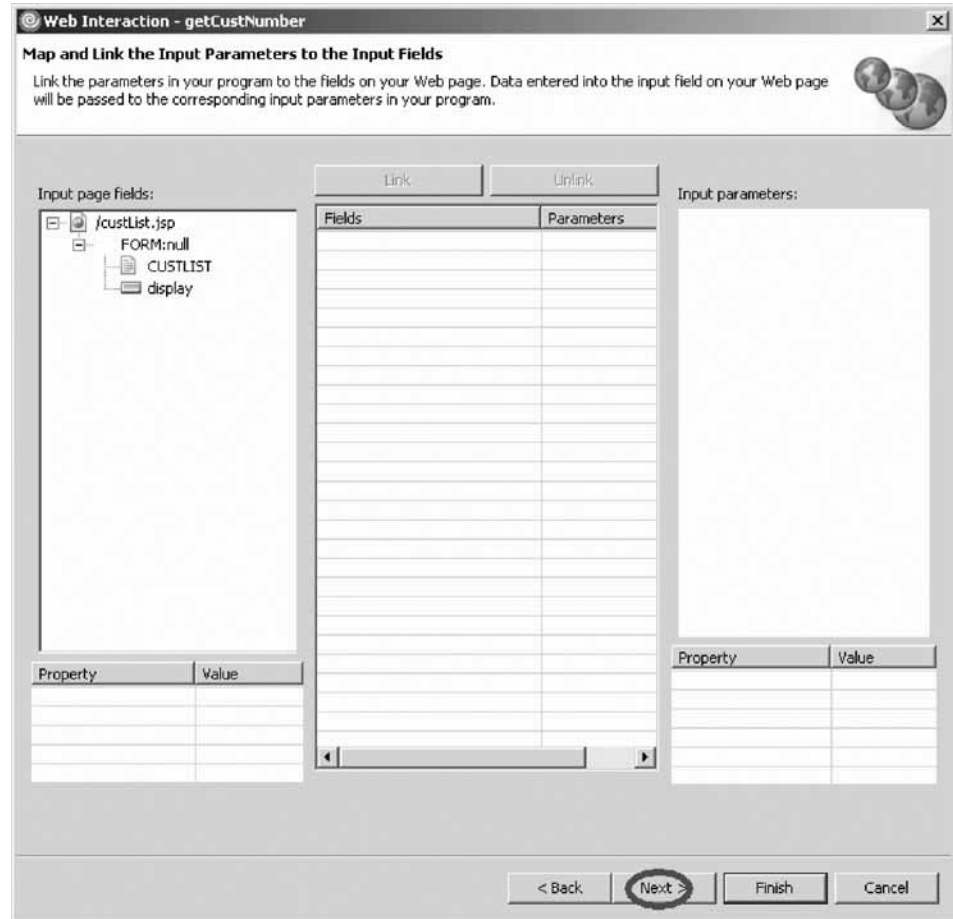 Web Interaction - getCustNumber
Map and Link the Input Parameters to the Input Fields
Link the parameters in your program to the fields on your Web page. Data entered into the input field on your Web page
will be passed to the corresponding input parameters in your program.
Link
Unlink
Input page fields:
Input parameters:
/custList.jsp
FORM:null
CUSTLIST
display
Fields
Parameters
Property
Value
Property
Value
< Back
Next >
Finish
Cancel